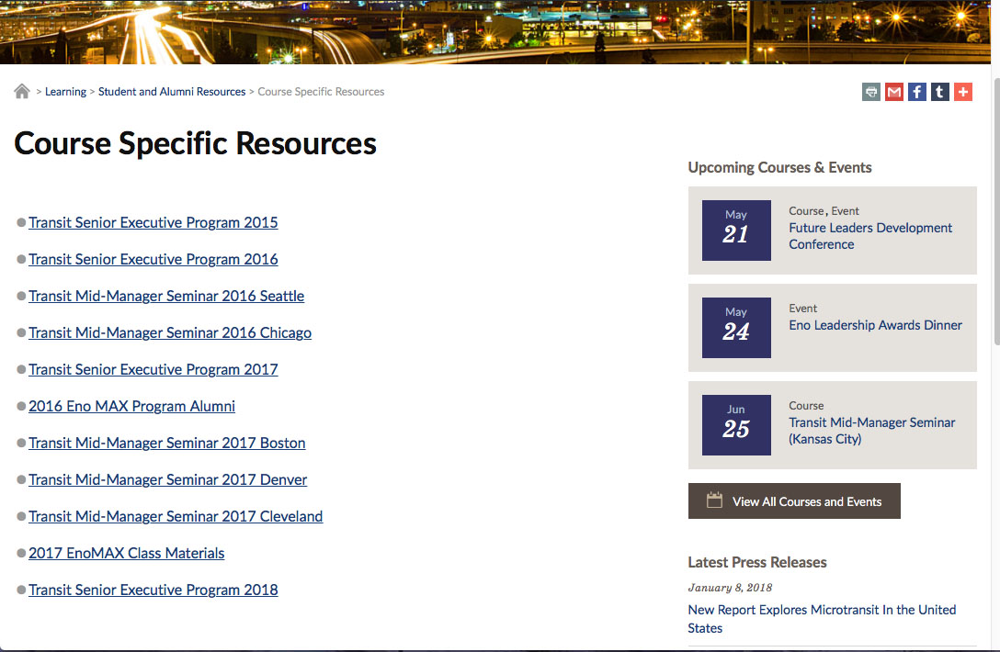 > Learning > Student and Alumni Resources > Course Specific Resources
Course Specific Resources
Transit Senior Executive Program 2015
Transit Senior Executive Program 2016
Transit Mid-Manager Seminar 2016 Seattle
Transit Mid-Manager Seminar 2016 Chicago
Transit Senior Executive Program 2017
2016 Eno MAX Program Alumni
Transit Mid-Manager Seminar 2017 Boston
Transit Mid-Manager Seminar 2017 Denver
Transit Mid-Manager Seminar 2017 Cleveland
2017 EnoMAX Class Materials
Transit Senior Executive Program 2018
Upcoming Courses & Events
May
21
Course, Event
Future Leaders Development
Conference
May
24
Event
Eno Leadership Awards Dinner
Jun
25
Course
Transit Mid-Manager Seminar
(Kansas City)
View All Courses and Events
Latest Press Releases
January 8, 2018
New Report Explores Microtransit In the United
States